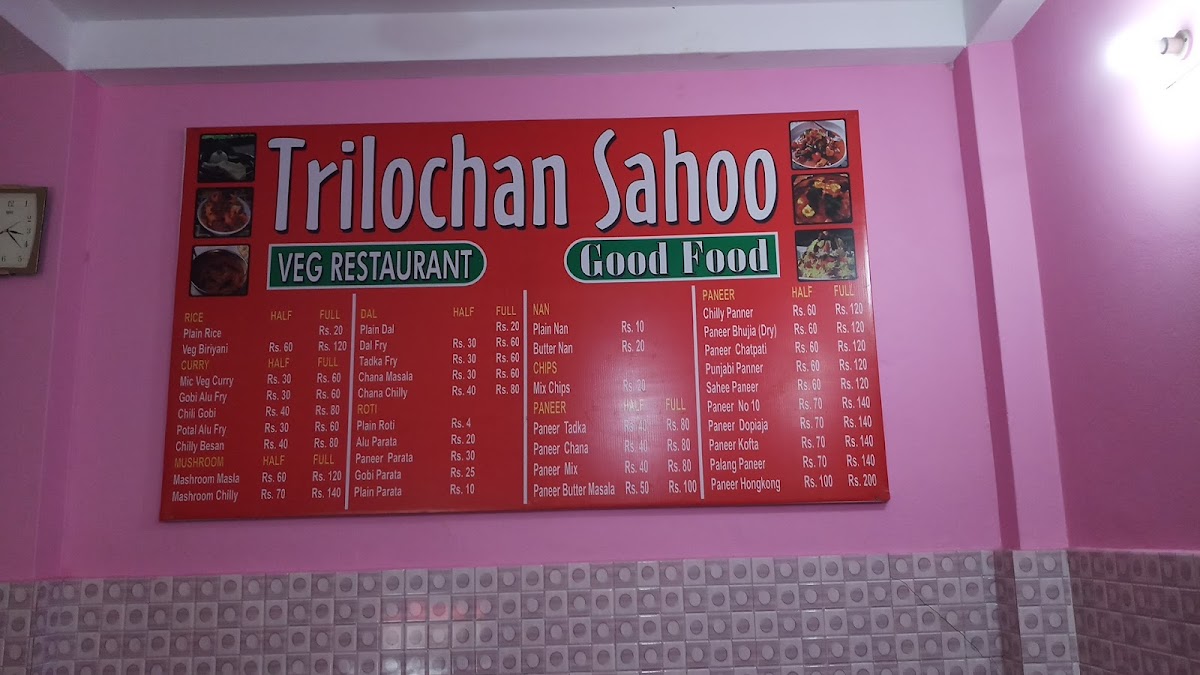 Trilochan Sahoo
VEG RESTAURANT
Good Food
RICE HALF FULL
Plain Rice Rs. 20
Veg Biriyani Rs. 60 Rs. 120
CURRY HALF FULL
Mic Veg Curry Rs. 30 Rs. 60
Gobi Alu Fry Rs. 30 Rs. 60
Chili Gobi Rs. 40 Rs. 80
Potal Alu Fry Rs. 30 Rs. 60
Chilly Besan Rs. 40 Rs. 80
MUSHROOM HALF FULL
Mashroom Masla Rs. 60 Rs. 120
Mashroom Chilly Rs. 70 Rs. 140
DAL HALF FULL
Plain Dal Rs. 20
Dal Fry Rs. 30 Rs. 60
Tadka Fry Rs. 30 Rs. 60
Chana Masala Rs. 30 Rs. 60
Chana Chilly Rs. 40 Rs. 80
ROTI
Plain Roti Rs. 4
Alu Parata Rs. 20
Paneer Parata Rs. 30
Gobi Parata Rs. 25
Plain Parata Rs. 10
NAN
Plain Nan Rs. 10
Butter Nan Rs. 20
CHIPS
Mix Chips Rs.
PANEER HALF FULL
Paneer Tadka Rs. 40 Rs. 80
Paneer Chana Rs. 40 Rs. 80
Paneer Mix Rs. 40 Rs. 80
Paneer Butter Masala Rs. 50 Rs. 100
PANEER HALF FULL
Chilly Panner Rs. 60 Rs. 120
Paneer Bhujia (Dry) Rs. 60 Rs. 120
Paneer Chatpati Rs. 60 Rs. 120
Punjabi Panner Rs. 60 Rs. 120
Sahee Paneer Rs. 60 Rs. 120
Paneer No 10 Rs. 70 Rs. 140
Paneer Dopiaja Rs. 70 Rs. 140
Paneer Kofta Rs. 70 Rs. 140
Palang Paneer Rs. 70 Rs. 140
Paneer Hongkong Rs. 100 Rs. 200